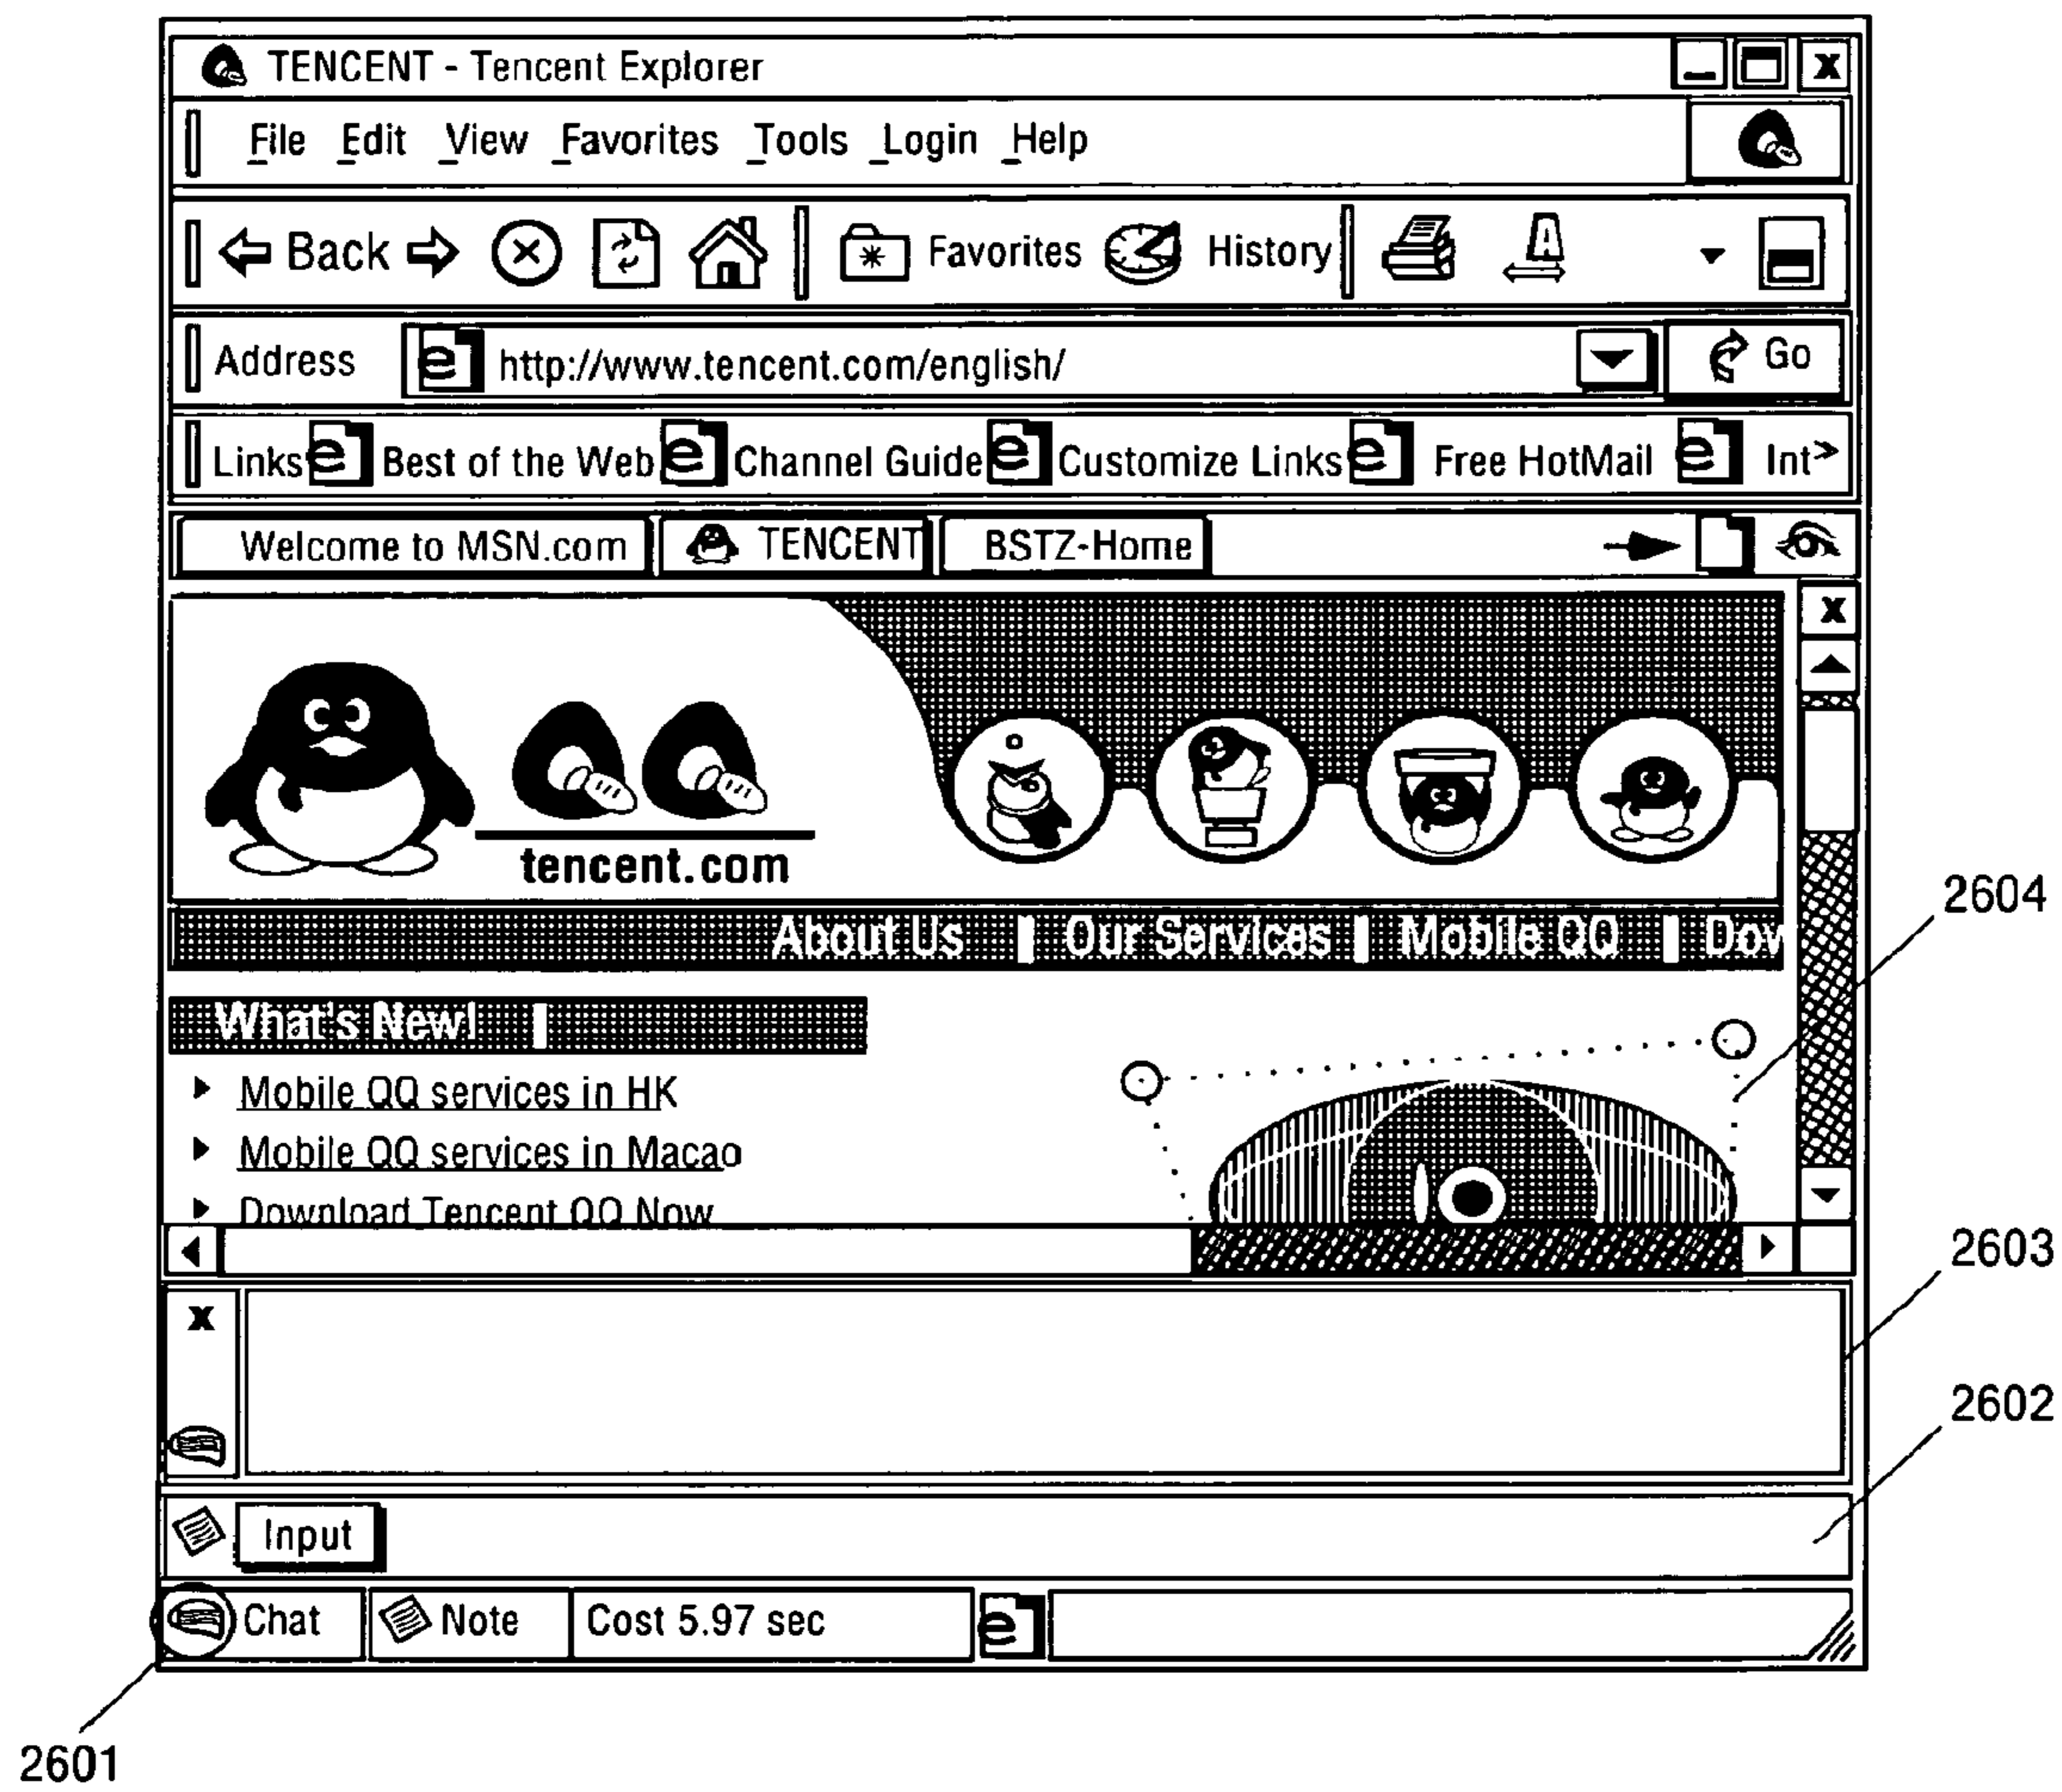 TENCENT - Tencent Explorer
File Edit View Favorites Tools Login Help
Back Favorites History
Address http://www.tencent.com/english/ Go
Links Best of the Web Channel Guide Customize Links Free HotMail Int
Welcome to MSN.com TENCENT BSTZ-Home
tencent.com
About Us Our Services Mobile QQ Dow
2604
What's New!
Mobile QQ services in HK
Mobile QQ services in Macao
Download Tencent QQ Now
2603
2602
Input
Chat Note Cost 5.97 sec
2601